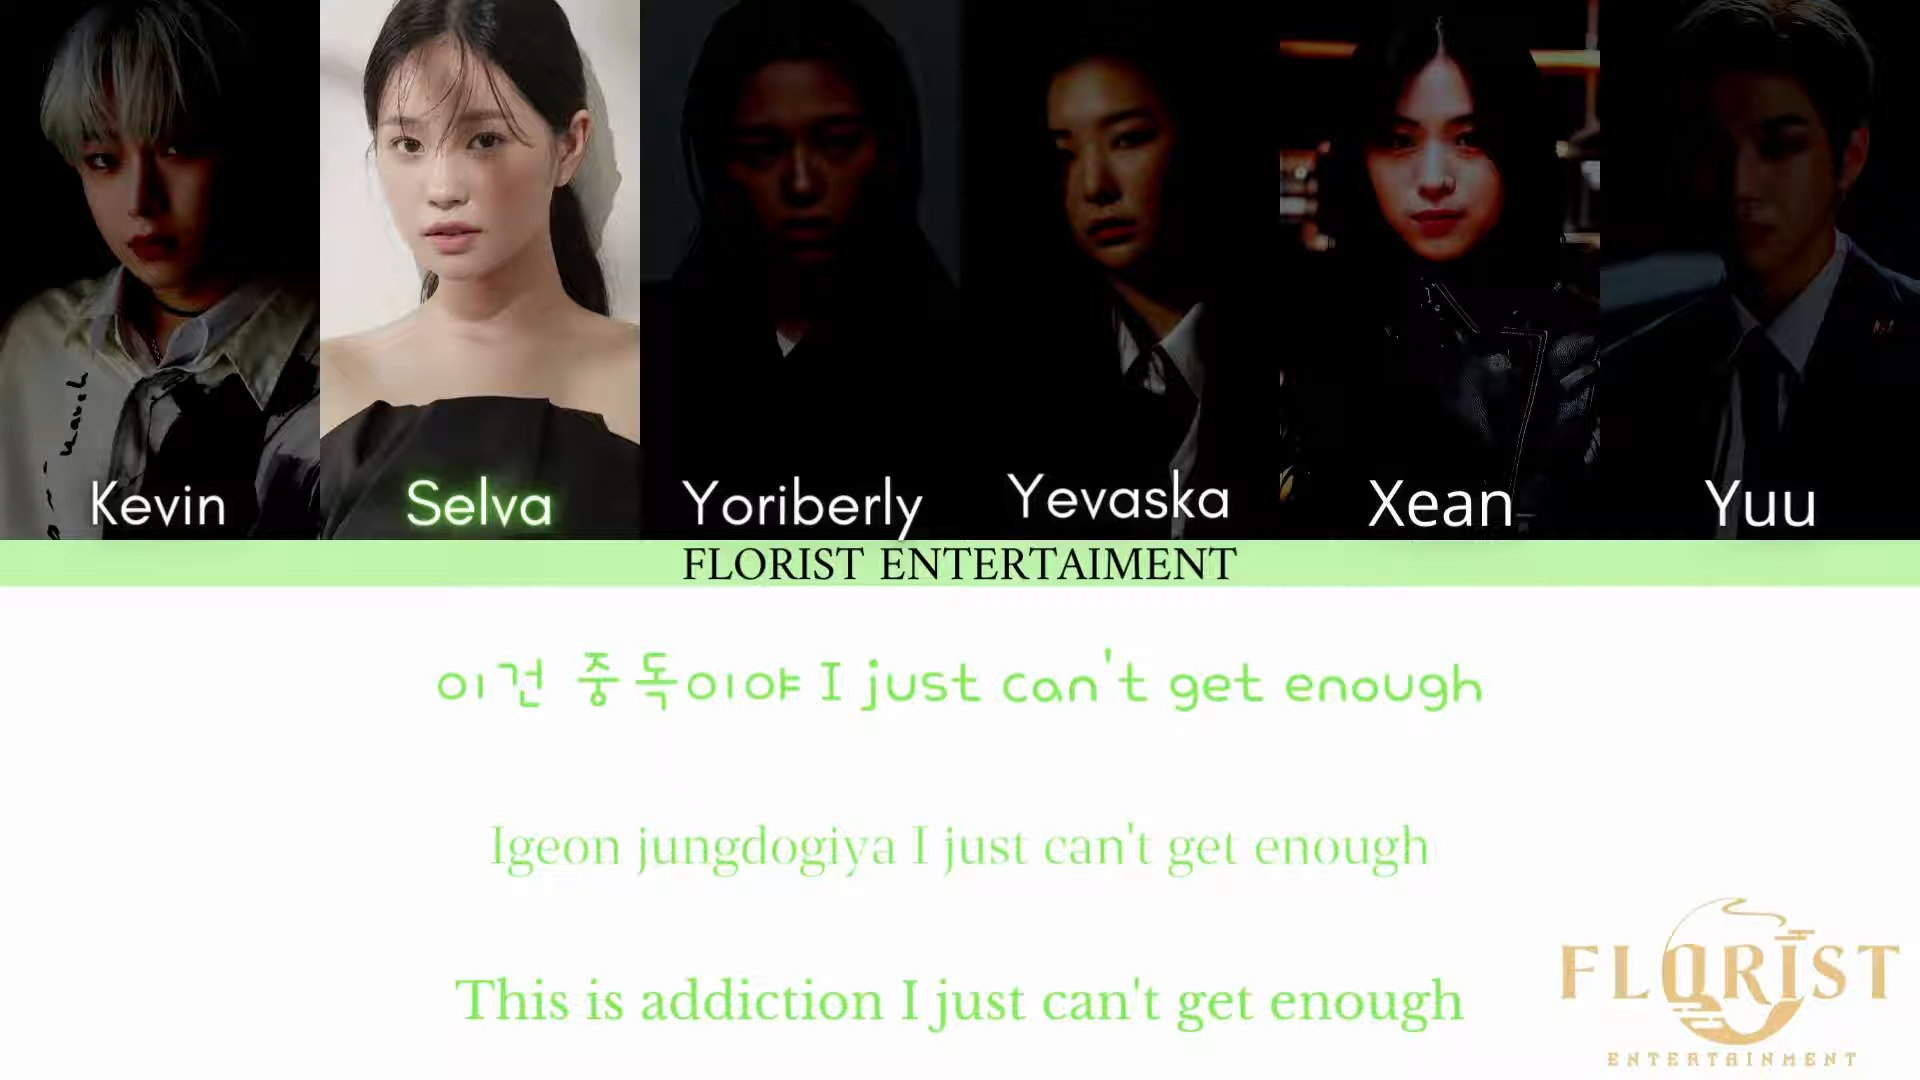 Kevin
Selva
Yoriberly
Yevaska
Xean
Yuu
FLORIST ENTERTAIMENT
이건 중독이야 I just can't get enough
Igeon jungdogiya I just can't get enough
This is addiction I just can't get enough
FLORIST
ENTERTAINMENT